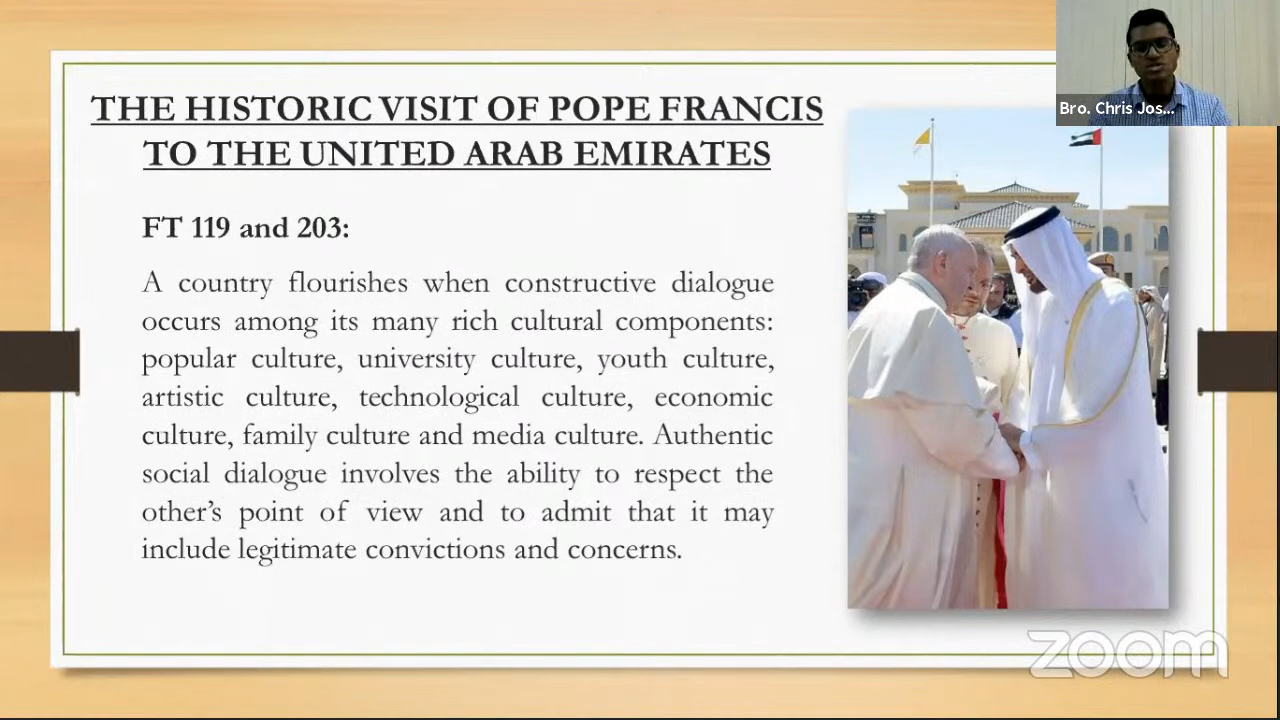 THE HISTORIC VISIT OF POPE FRANCIS
TO THE UNITED ARAB EMIRATES
FT 119 and 203:
A country flourishes when constructive dialogue
occurs among its many rich cultural components:
popular culture, university culture, youth culture,
artistic culture, technological culture, economic
culture, family culture and media culture. Authentic
social dialogue involves the ability to respect the
other’s point of view and to admit that it may
include legitimate convictions and concerns.
Bro. Chris Jos...
zoom